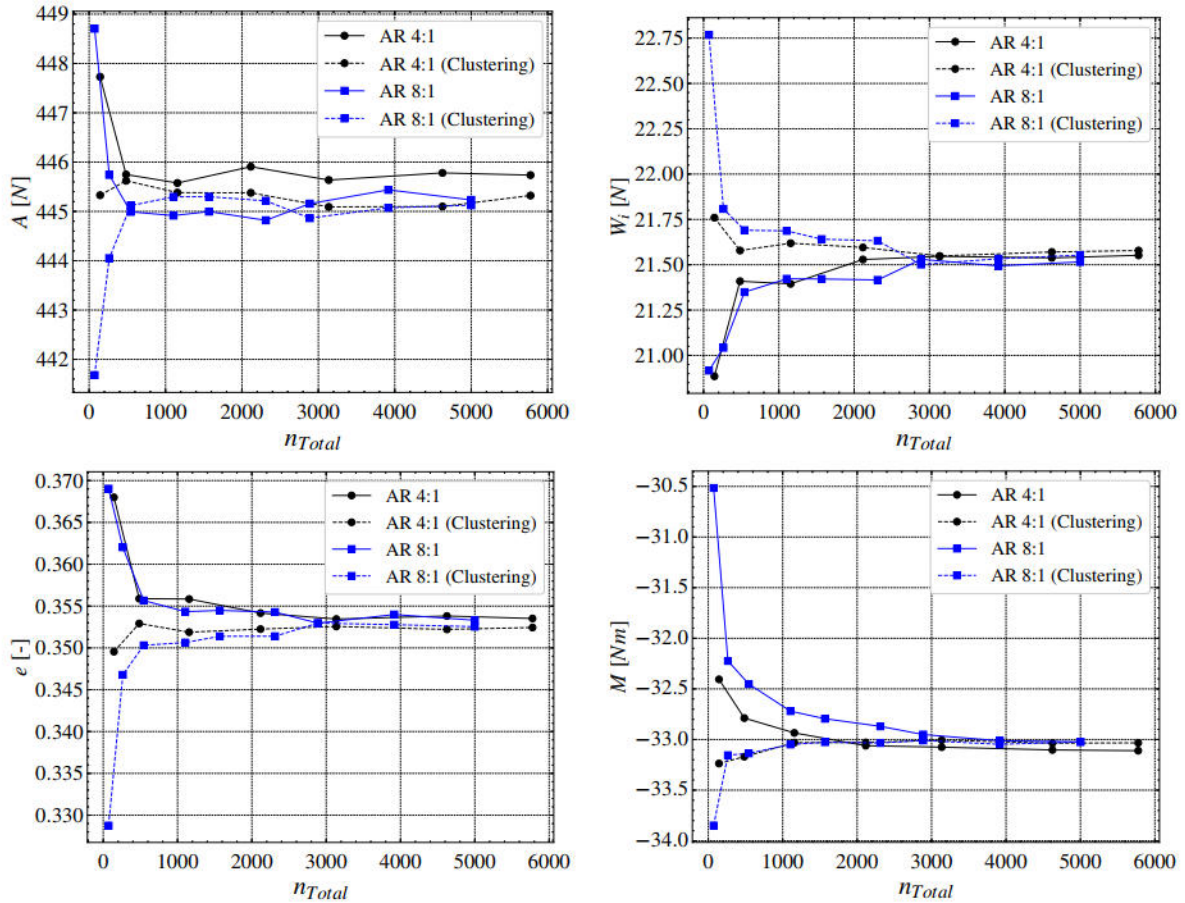 449
448
447
446
445
444
443
442
A [N]
0 1000 2000 3000 4000 5000 6000
n_Total
AR 4:1
AR 4:1 (Clustering)
AR 8:1
AR 8:1 (Clustering)
22.75
22.50
22.25
22.00
21.75
21.50
21.25
21.00
W_i [N]
0 1000 2000 3000 4000 5000 6000
n_Total
AR 4:1
AR 4:1 (Clustering)
AR 8:1
AR 8:1 (Clustering)
0.370
0.365
0.360
0.355
0.350
0.345
0.340
0.335
0.330
e [-]
0 1000 2000 3000 4000 5000 6000
n_Total
AR 4:1
AR 4:1 (Clustering)
AR 8:1
AR 8:1 (Clustering)
−30.5
−31.0
−31.5
−32.0
−32.5
−33.0
−33.5
−34.0
M [Nm]
0 1000 2000 3000 4000 5000 6000
n_Total
AR 4:1
AR 4:1 (Clustering)
AR 8:1
AR 8:1 (Clustering)